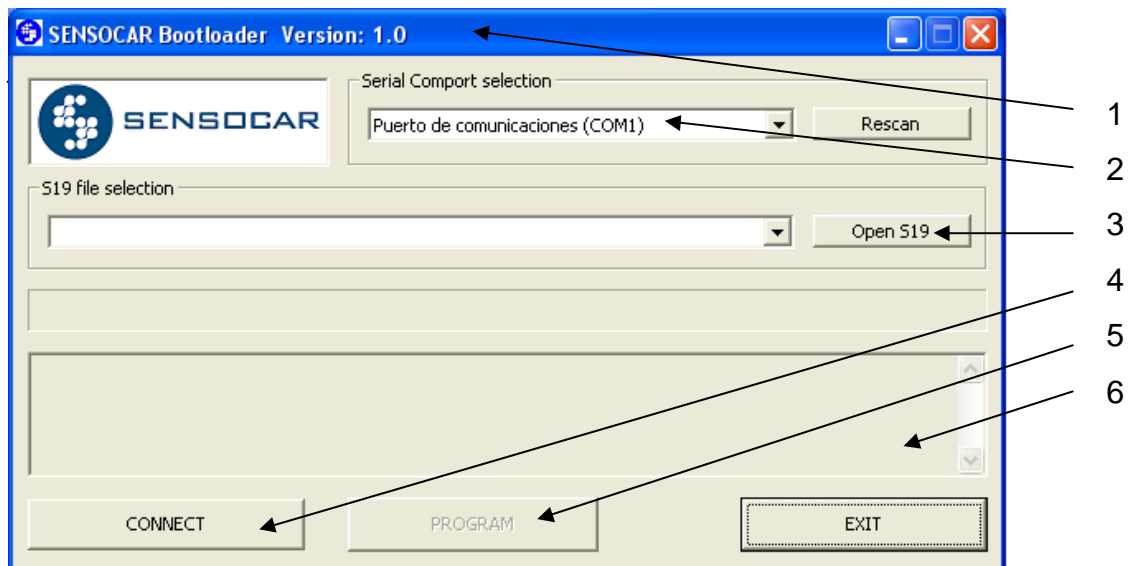 SENSOCAR Bootloader Version: 1.0
SENSOCAR
Serial Comport selection
Puerto de comunicaciones (COM1)
Rescan
1
2
S19 file selection
Open S19
3
4
5
6
CONNECT
PROGRAM
EXIT